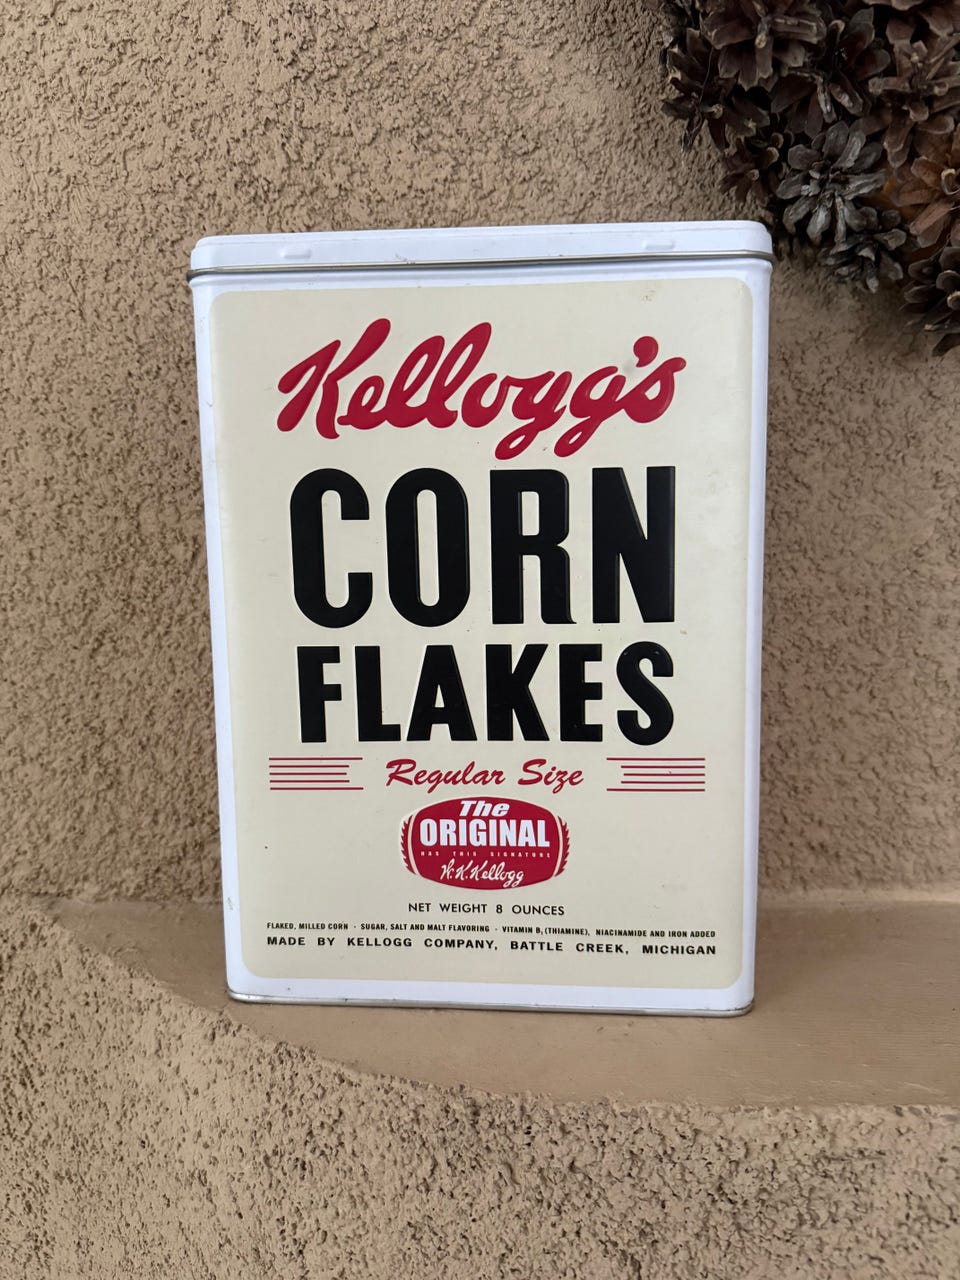 Kellogg's
CORN
FLAKES
Regular Size
The
ORIGINAL
HAS THIS SIGNATURE
W.K.Kellogg
NET WEIGHT 8 OUNCES
FLAKED, MILLED CORN · SUGAR, SALT AND MALT FLAVORING · VITAMIN B₁ (THIAMINE), NIACINAMIDE AND IRON ADDED
MADE BY KELLOGG COMPANY, BATTLE CREEK, MICHIGAN